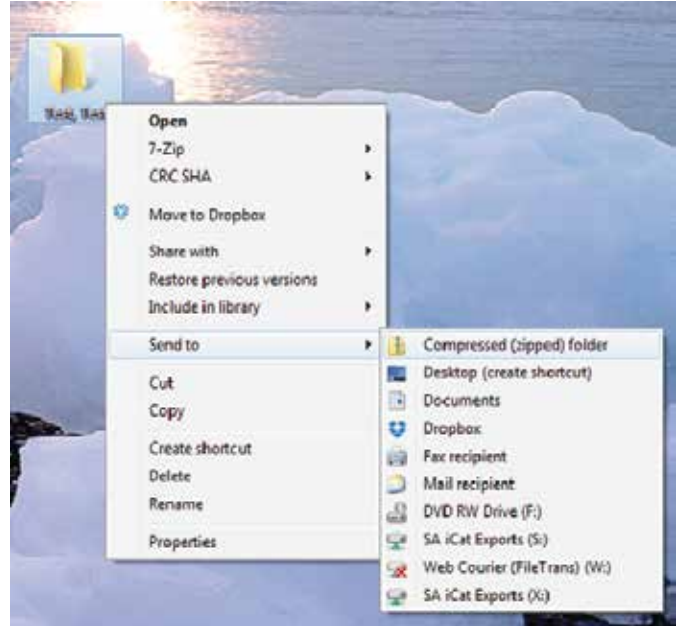 Open
7-Zip
CRC SHA
Move to Dropbox
Share with
Restore previous versions
Include in library
Send to
Cut
Copy
Create shortcut
Delete
Rename
Properties
Compressed (zipped) folder
Desktop (create shortcut)
Documents
Dropbox
Fax recipient
Mail recipient
DVD RW Drive (F:)
SA iCat Exports (S:)
Web Courier (FileTrans) (W:)
SA iCat Exports (X:)